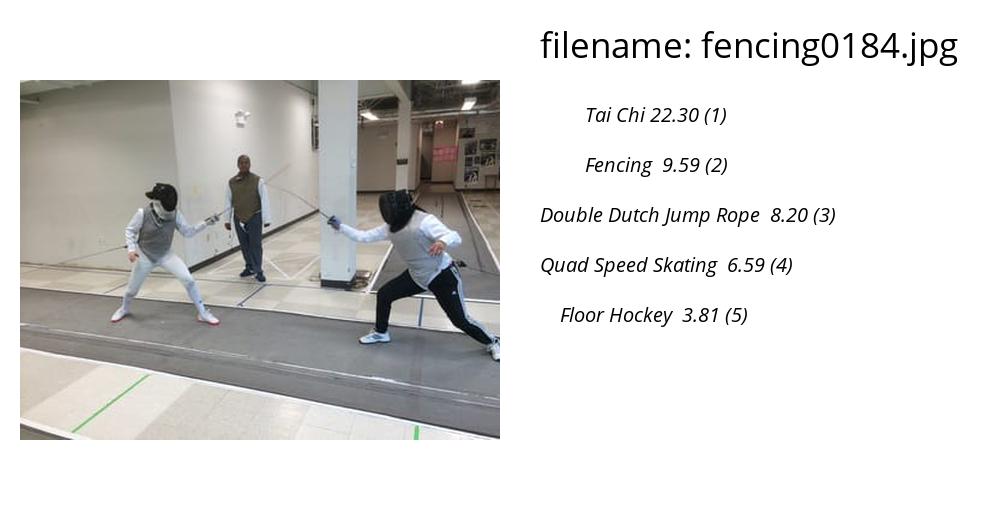 filename: fencing0184.jpg
Tai Chi 22.30 (1)
Fencing 9.59 (2)
Double Dutch Jump Rope 8.20 (3)
Quad Speed Skating 6.59 (4)
Floor Hockey 3.81 (5)